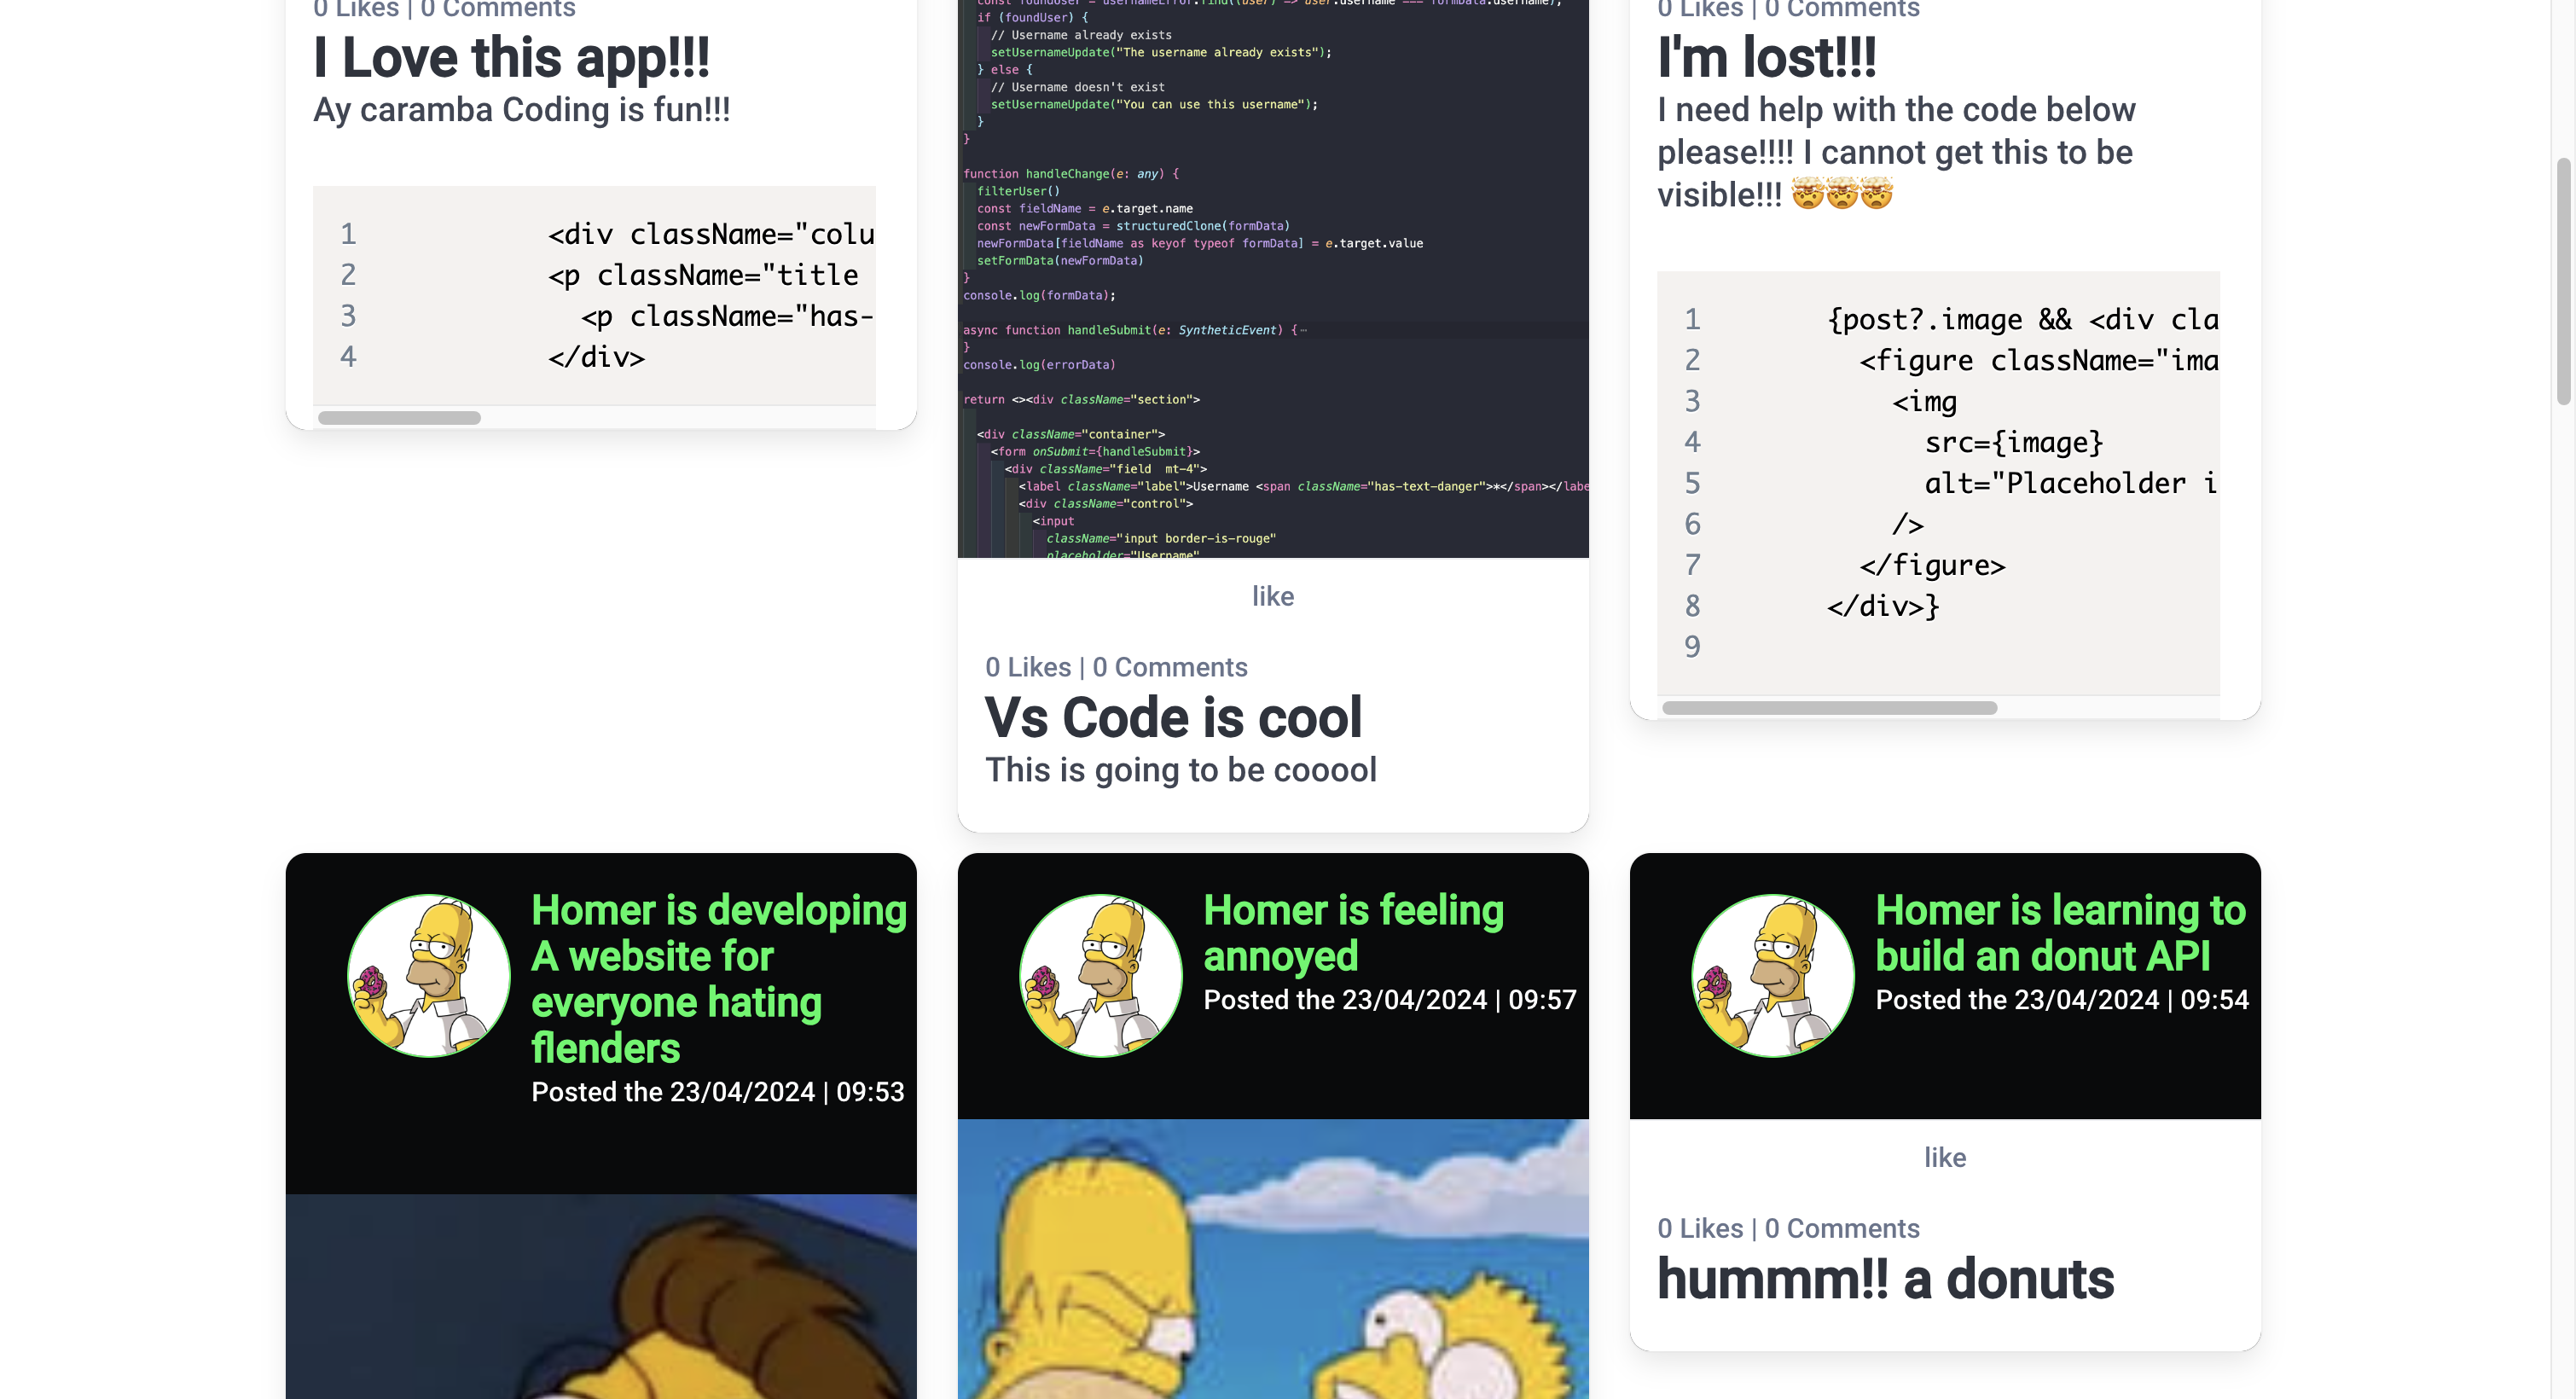 0 Likes | 0 Comments
I Love this app!!!
Ay caramba Coding is fun!!!
1 <div className="colu
2 <p className="title
3 <p className="has-
4 </div>
if (foundUser) {
// Username already exists
setUsernameUpdate("The username already exists");
} else {
// Username doesn't exist
setUsernameUpdate("You can use this username");
}
}
function handleChange(e: any) {
filterUser()
const fieldName = e.target.name
const newFormData = structuredClone(formData)
newFormData[fieldName as keyof typeof formData] = e.target.value
setFormData(newFormData)
}
console.log(formData);
async function handleSubmit(e: SyntheticEvent) {
}
console.log(errorData)
return <><div className="section">
<div className="container">
<form onSubmit={handleSubmit}>
<div className="field  mt-4">
<label className="label">Username <span className="has-text-danger">*</span></labe
<div className="control">
<input
className="input border-is-rouge"
placeholder="Username"
like
0 Likes | 0 Comments
Vs Code is cool
This is going to be cooool
0 Likes | 0 Comments
I'm lost!!!
I need help with the code below
please!!!! I cannot get this to be
visible!!! 🤯🤯🤯
1 {post?.image && <div cla
2 <figure className="ima
3 <img
4 src={image}
5 alt="Placeholder i
6 />
7 </figure>
8 </div>}
9
Homer is developing
A website for
everyone hating
flenders
Posted the 23/04/2024 | 09:53
Homer is feeling
annoyed
Posted the 23/04/2024 | 09:57
Homer is learning to
build an donut API
Posted the 23/04/2024 | 09:54
like
0 Likes | 0 Comments
hummm!! a donuts